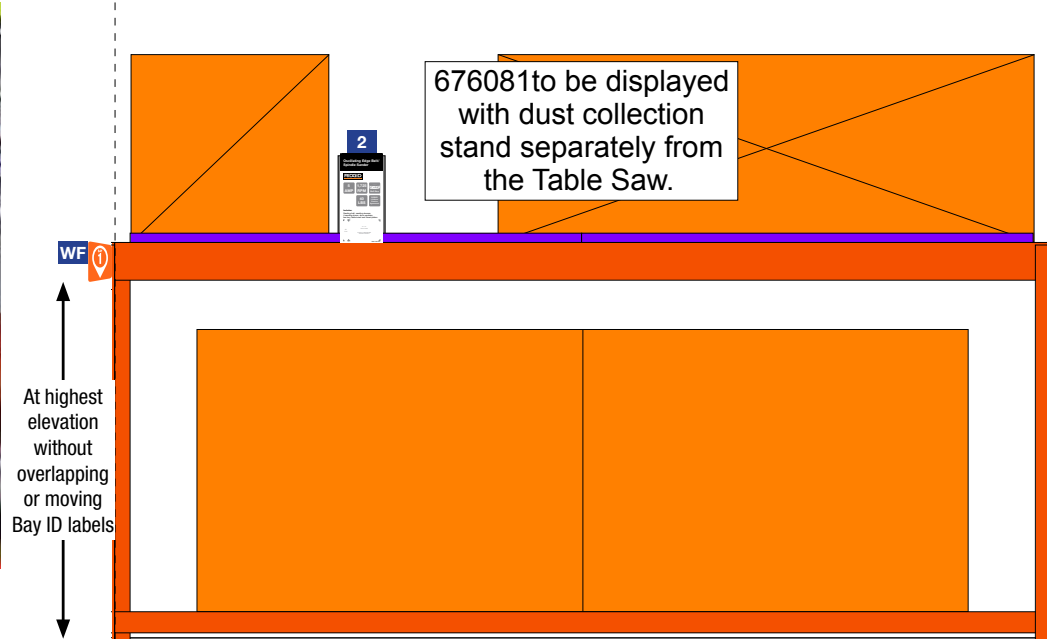 676081to be displayed
with dust collection
stand separately from
the Table Saw.
2
Oscillating Edge Belt/
Spindle Sander
RIDGID
WF
1
At highest
elevation
without
overlapping
or moving
Bay ID labels